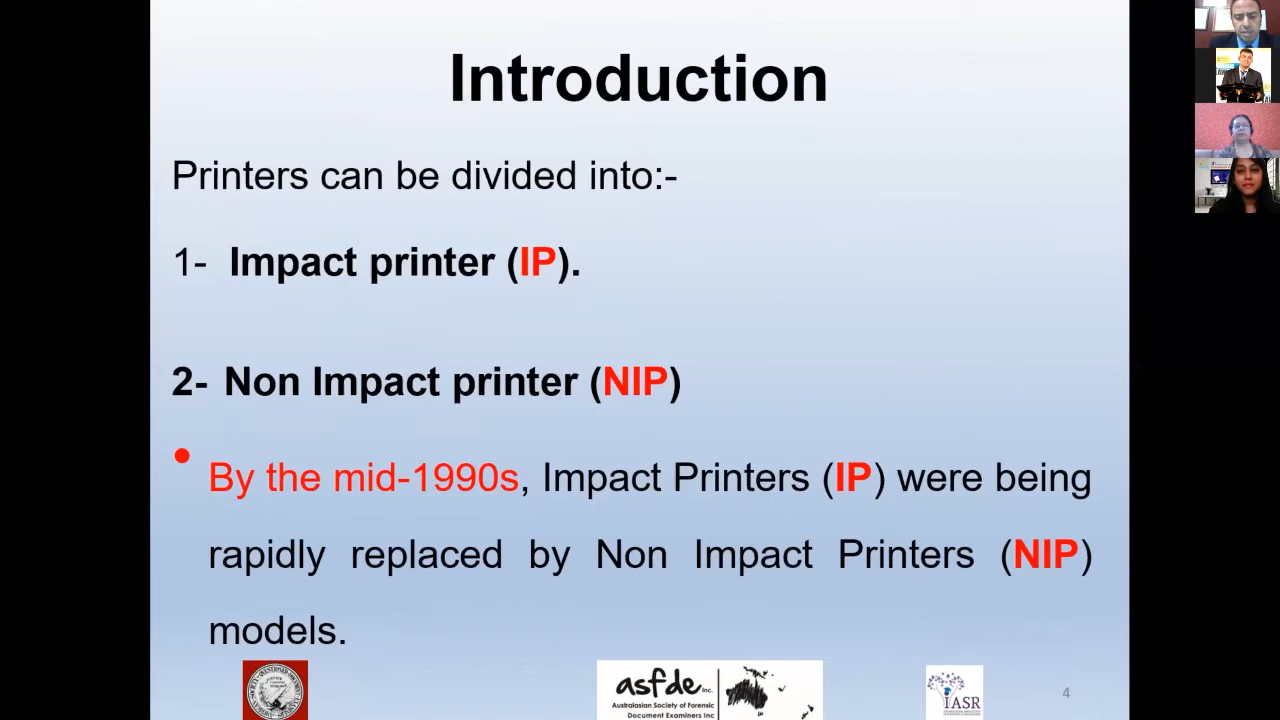 Introduction
Printers can be divided into:-
1- Impact printer (IP).
2- Non Impact printer (NIP)
• By the mid-1990s, Impact Printers (IP) were being
rapidly replaced by Non Impact Printers (NIP)
models.
asfde Inc.
Australasian Society of Forensic
Document Examiners Inc
IASR
4